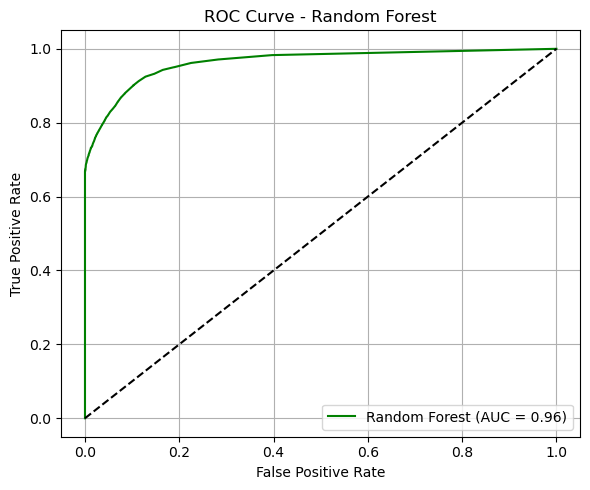 ROC Curve - Random Forest
True Positive Rate
1.0
0.8
0.6
0.4
0.2
0.0
Random Forest (AUC = 0.96)
0.0 0.2 0.4 0.6 0.8 1.0
False Positive Rate